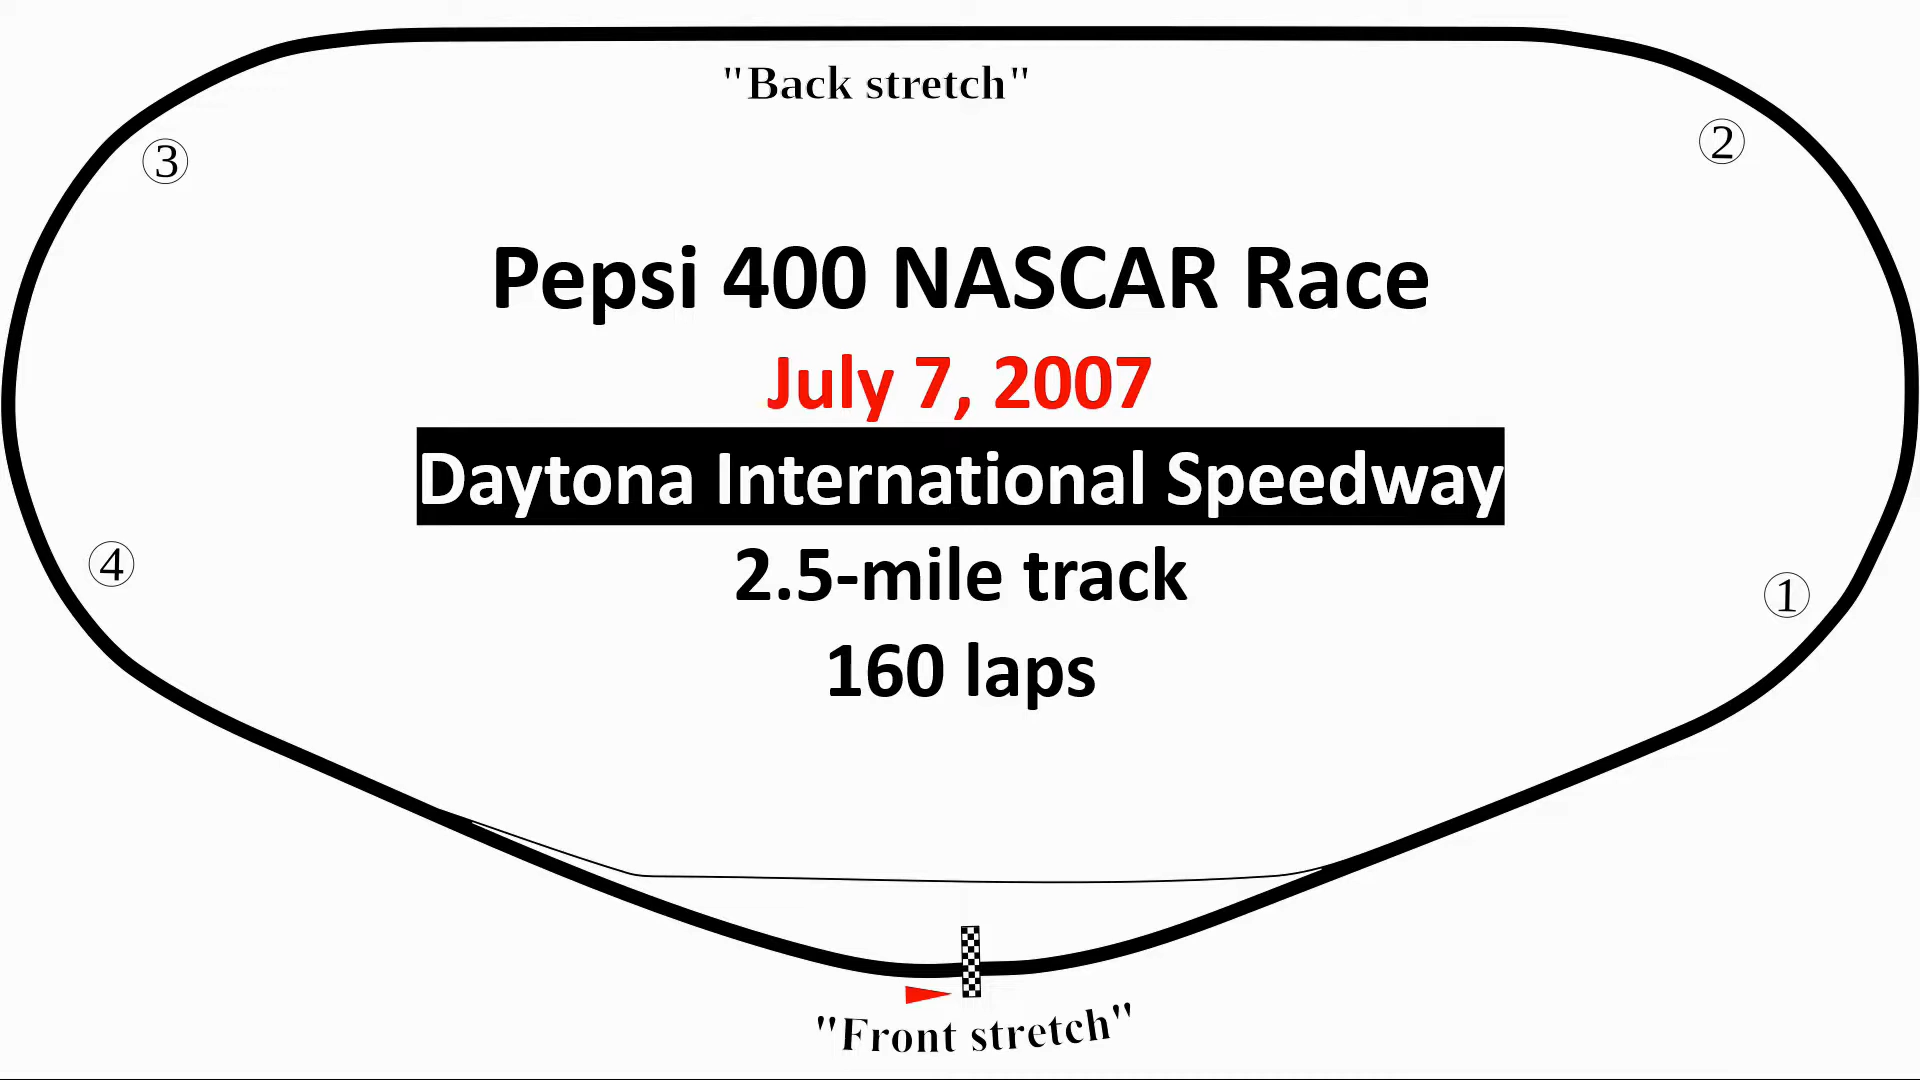 "Back stretch"
③
②
Pepsi 400 NASCAR Race
July 7, 2007
Daytona International Speedway
2.5-mile track
④
①
160 laps
"Front stretch"